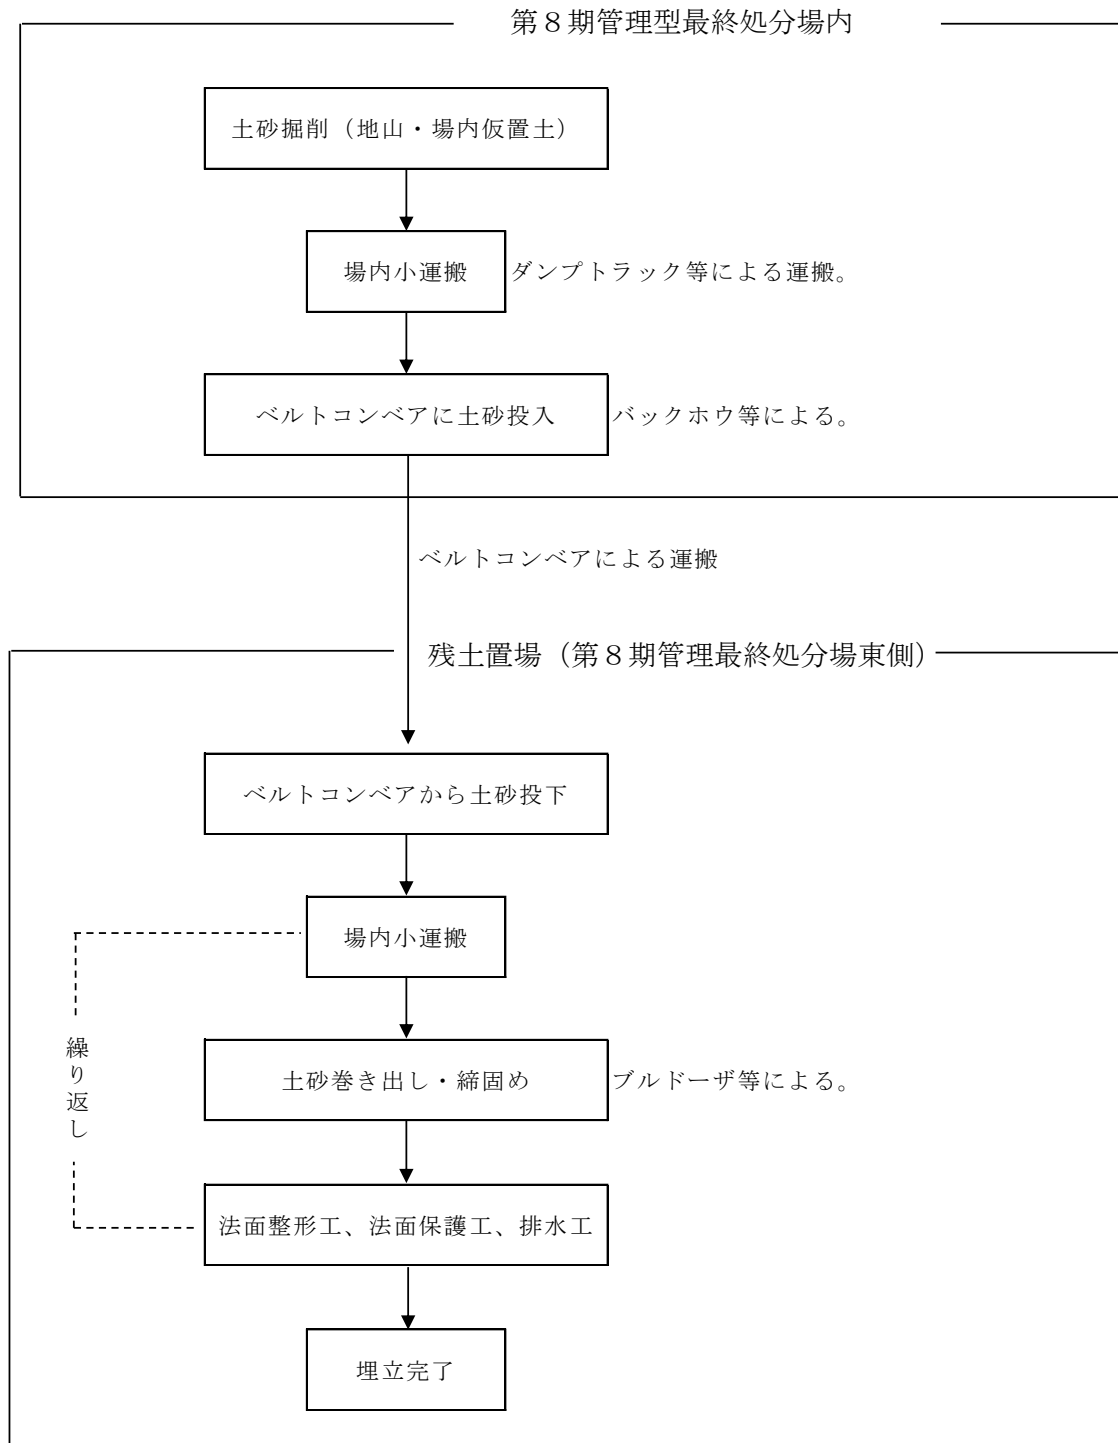 第８期管理型最終処分場内
土砂掘削（地山・場内仮置土）
場内小運搬
ダンプトラック等による運搬。
ベルトコンベアに土砂投入
バックホウ等による。
ベルトコンベアによる運搬
残土置場（第８期管理最終処分場東側）
ベルトコンベアから土砂投下
場内小運搬
繰り返し
土砂巻き出し・締固め
ブルドーザ等による。
法面整形工、法面保護工、排水工
埋立完了